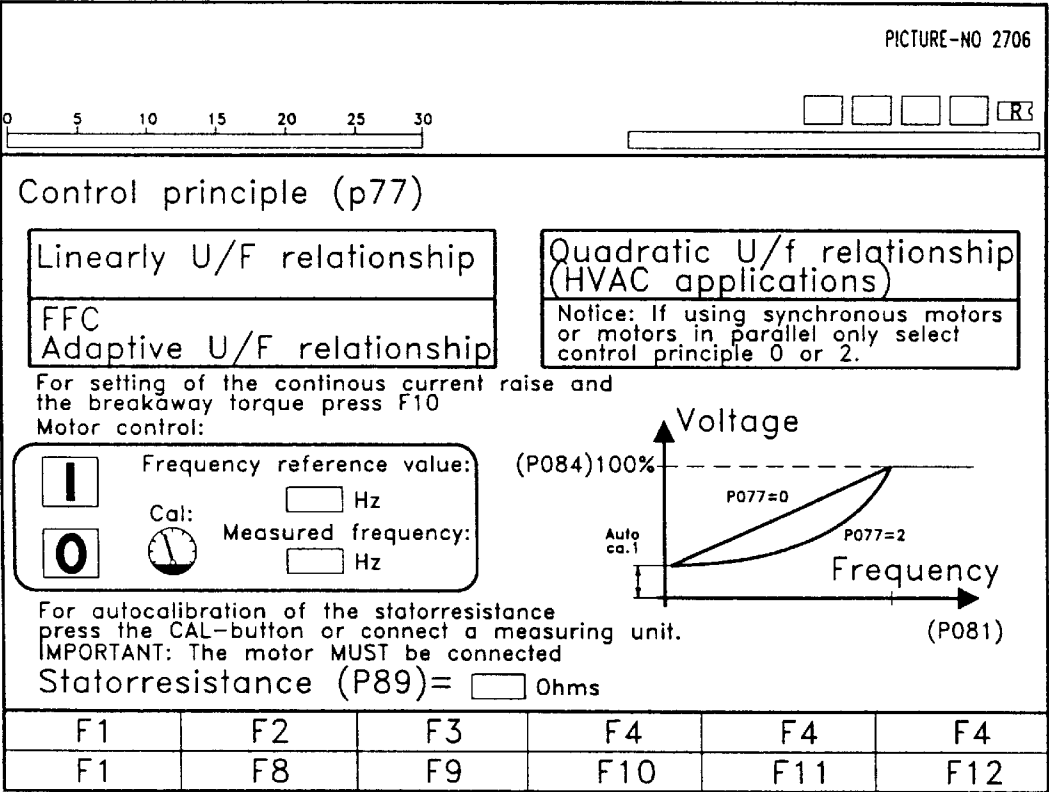 PICTURE-NO 2706
0 5 10 15 20 25 30
R
Control principle (p77)
Linearly U/F relationship
FFC
Adaptive U/F relationship
Quadratic U/f relationship
(HVAC applications)
Notice: If using synchronous motors
or motors in parallel only select
control principle 0 or 2.
For setting of the continous current raise and
the breakaway torque press F10
Motor control:
I
Frequency reference value:
Hz
Cal:
0
Measured frequency:
Hz
Voltage
(P084)100%
P077=0
P077=2
Auto
ca.1
Frequency
(P081)
For autocalibration of the statorresistance
press the CAL-button or connect a measuring unit.
IMPORTANT: The motor MUST be connected
Statorresistance (P89)= Ohms
F1 F2 F3 F4 F4 F4
F1 F8 F9 F10 F11 F12